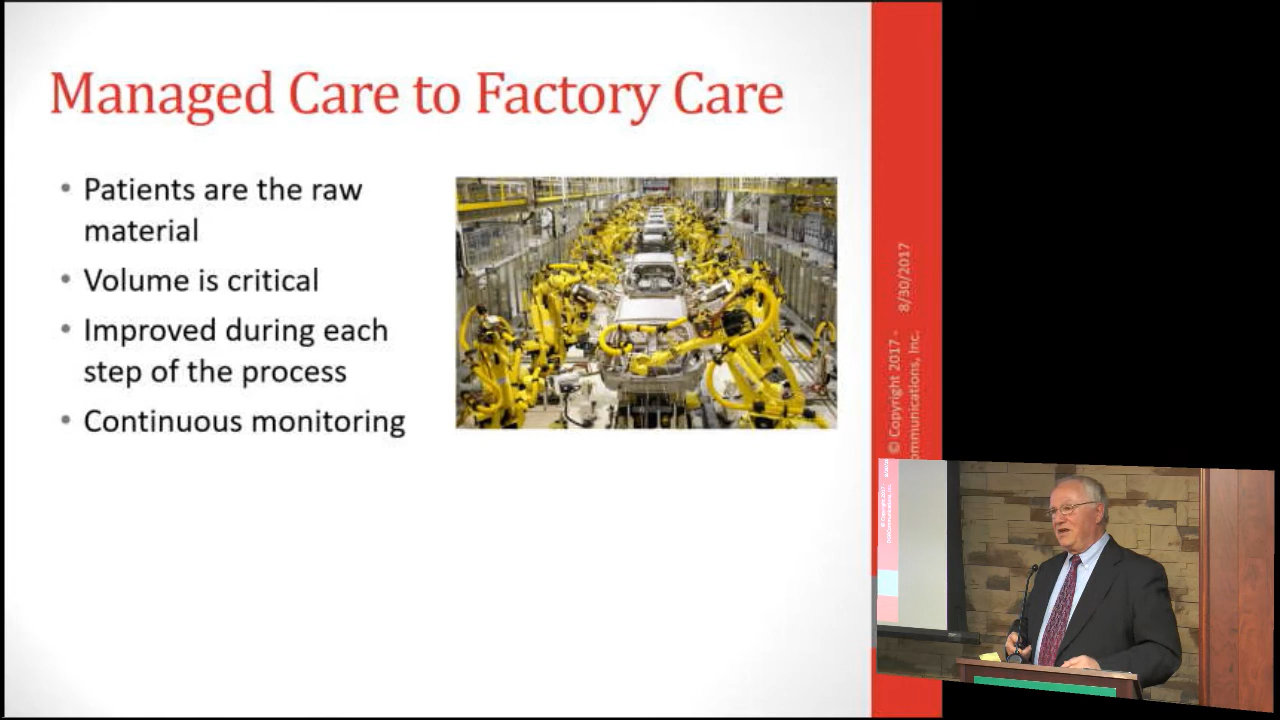 Managed Care to Factory Care
• Patients are the raw
material
• Volume is critical
• Improved during each
step of the process
• Continuous monitoring
8/30/2017
© Copyright 2017 -
Inc.